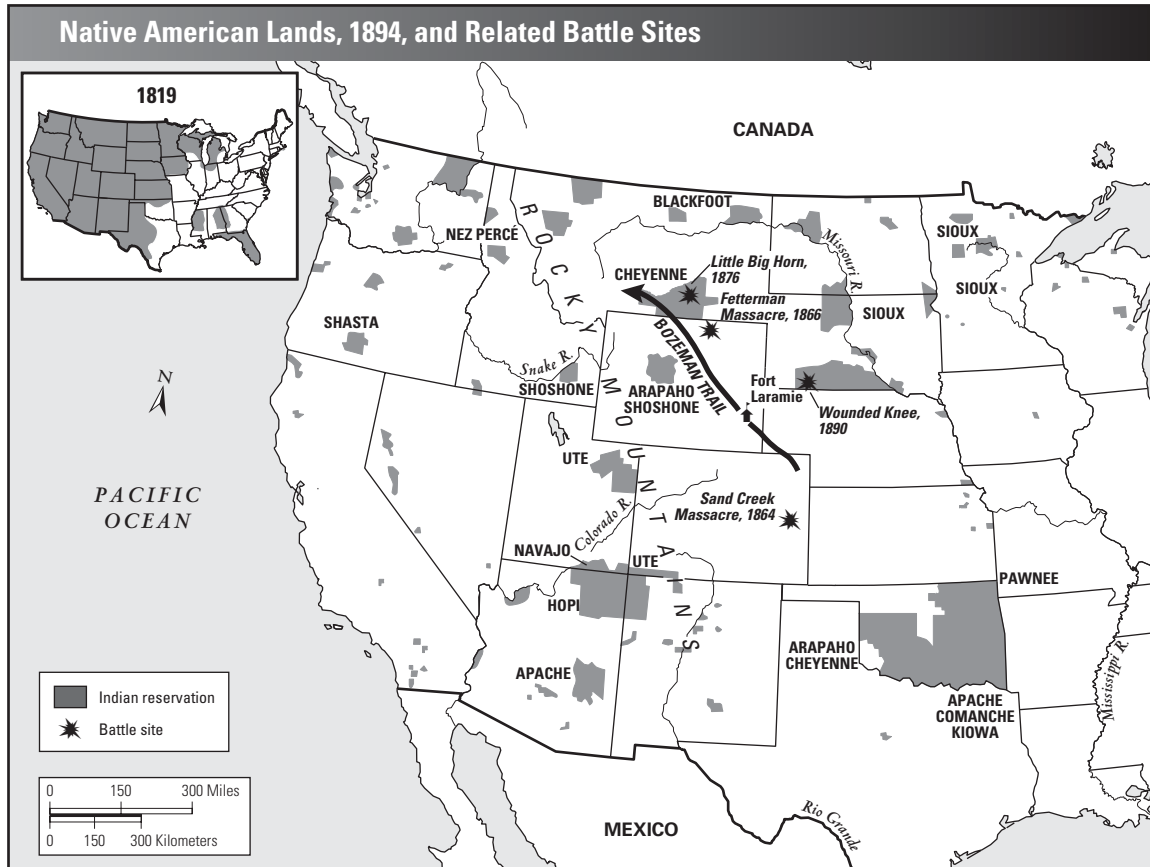 Native American Lands, 1894, and Related Battle Sites
1819
CANADA
BLACKFOOT
SIOUX
NEZ PERCÉ
ROCKY MOUNTAINS
Missouri R.
Little Big Horn,
1876
CHEYENNE
Fetterman
Massacre, 1866
SIOUX
SIOUX
SHASTA
BOZEMAN TRAIL
Snake R.
SHOSHONE
ARAPAHO
SHOSHONE
Fort
Laramie
Wounded Knee,
1890
N
UTE
PACIFIC
OCEAN
Colorado R.
Sand Creek
Massacre, 1864
NAVAJO
UTE
PAWNEE
HOPI
ARAPAHO
CHEYENNE
APACHE
Mississippi R.
APACHE
COMANCHE
KIOWA
Indian reservation
Battle site
0 150 300 Miles
0 150 300 Kilometers
MEXICO
Rio Grande